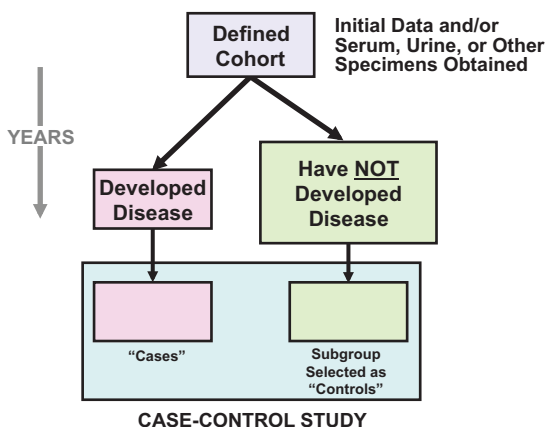 Defined
Cohort
Initial Data and/or
Serum, Urine, or Other
Specimens Obtained
YEARS
Developed
Disease
Have NOT
Developed
Disease
“Cases”
Subgroup
Selected as
“Controls”
CASE-CONTROL STUDY